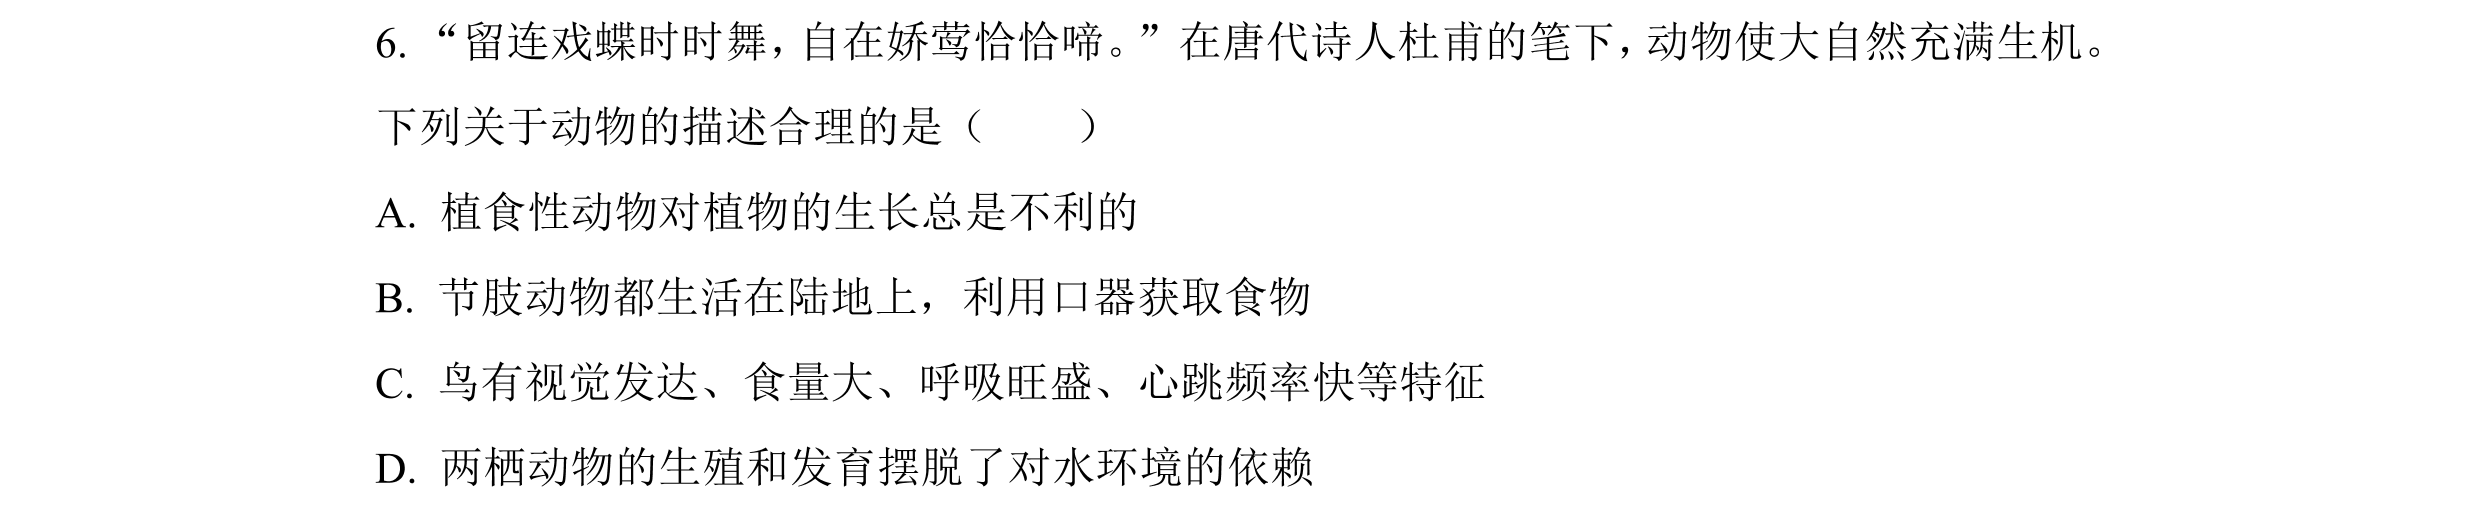 6. “留连戏蝶时时舞，自在娇莺恰恰啼。”在唐代诗人杜甫的笔下，动物使大自然充满生机。
下列关于动物的描述合理的是（　　）
A. 植食性动物对植物的生长总是不利的
B. 节肢动物都生活在陆地上，利用口器获取食物
C. 鸟有视觉发达、食量大、呼吸旺盛、心跳频率快等特征
D. 两栖动物的生殖和发育摆脱了对水环境的依赖